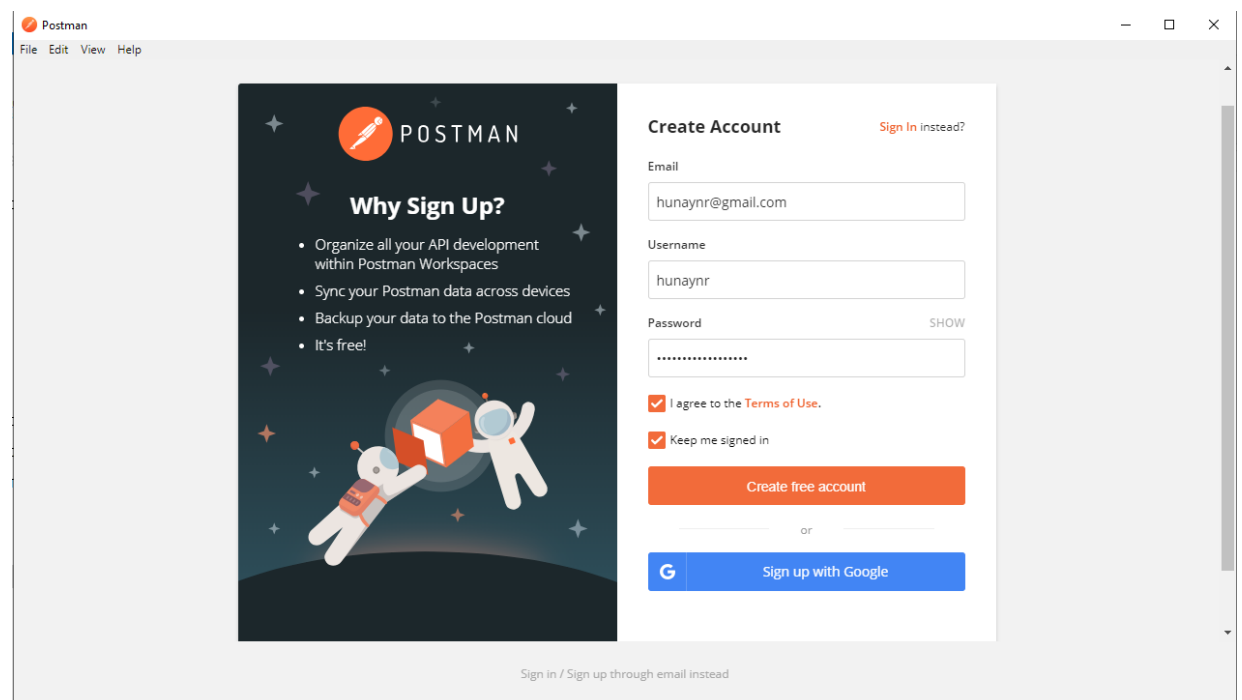 Postman
File Edit View Help
POSTMAN
Why Sign Up?
• Organize all your API development
within Postman Workspaces
• Sync your Postman data across devices
• Backup your data to the Postman cloud
• It's free!
Create Account
Sign In instead?
Email
hunaynr@gmail.com
Username
hunaynr
Password
SHOW
••••••••••••••••••
I agree to the Terms of Use.
Keep me signed in
Create free account
or
G Sign up with Google
Sign in / Sign up through email instead